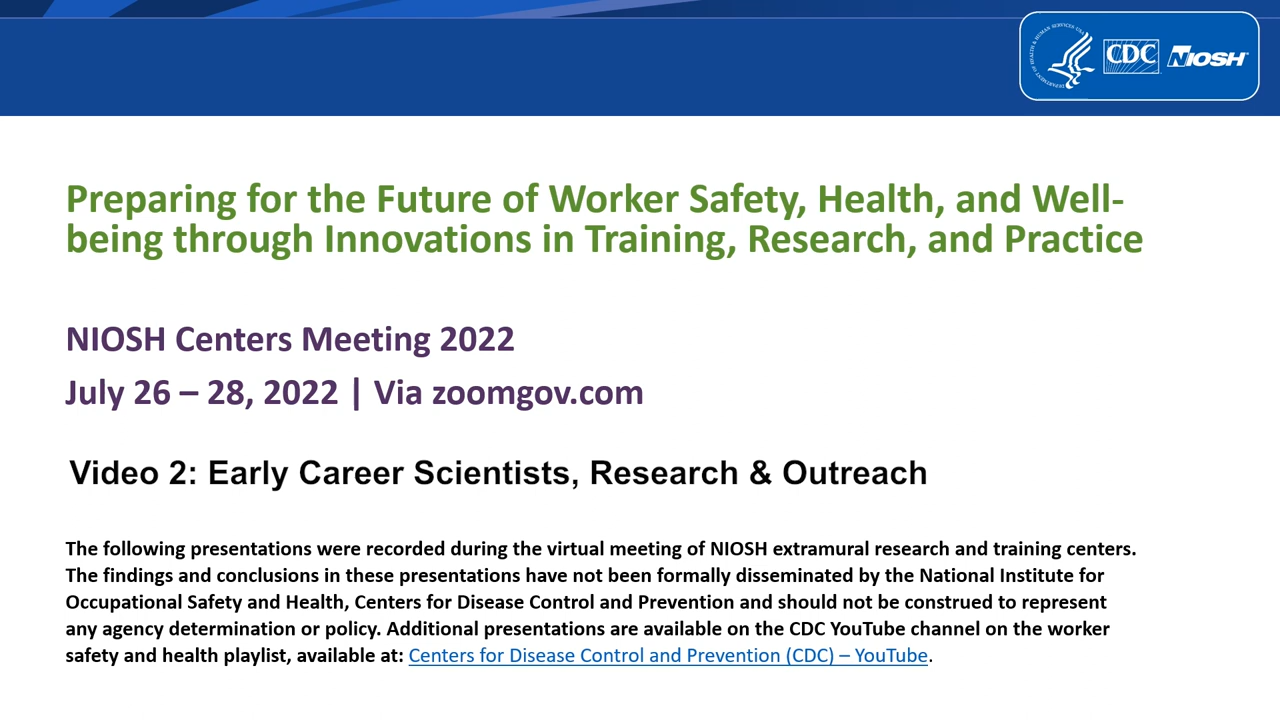 DEPARTMENT OF HEALTH & HUMAN SERVICES · USA
CDC
NIOSH
Preparing for the Future of Worker Safety, Health, and Well-
being through Innovations in Training, Research, and Practice
NIOSH Centers Meeting 2022
July 26 – 28, 2022 | Via zoomgov.com
Video 2: Early Career Scientists, Research & Outreach
The following presentations were recorded during the virtual meeting of NIOSH extramural research and training centers.
The findings and conclusions in these presentations have not been formally disseminated by the National Institute for
Occupational Safety and Health, Centers for Disease Control and Prevention and should not be construed to represent
any agency determination or policy. Additional presentations are available on the CDC YouTube channel on the worker
safety and health playlist, available at: Centers for Disease Control and Prevention (CDC) – YouTube.